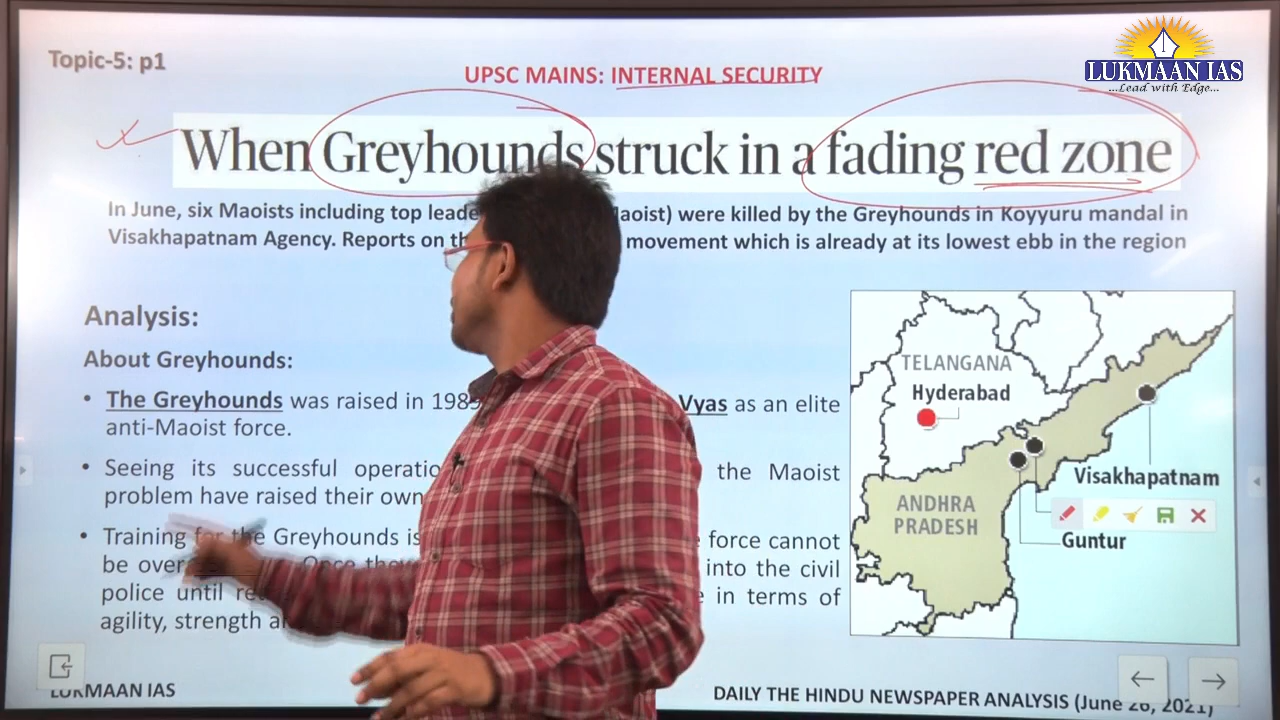 Topic-5: p1
UPSC MAINS: INTERNAL SECURITY
LUKMAAN IAS
...Lead with Edge...
When Greyhounds struck in a fading red zone
In June, six Maoists including top leade aoist) were killed by the Greyhounds in Koyyuru mandal in
Visakhapatnam Agency. Reports on th movement which is already at its lowest ebb in the region
Analysis:
About Greyhounds:
• The Greyhounds was raised in 1989 Vyas as an elite
anti-Maoist force.
• Seeing its successful operatio the Maoist
problem have raised their own
• Training for the Greyhounds is force cannot
be over Once they into the civil
police until in terms of
agility, strength
TELANGANA
Hyderabad
Visakhapatnam
ANDHRA
PRADESH
Guntur
LUKMAAN IAS
DAILY THE HINDU NEWSPAPER ANALYSIS (June 26, 2021)